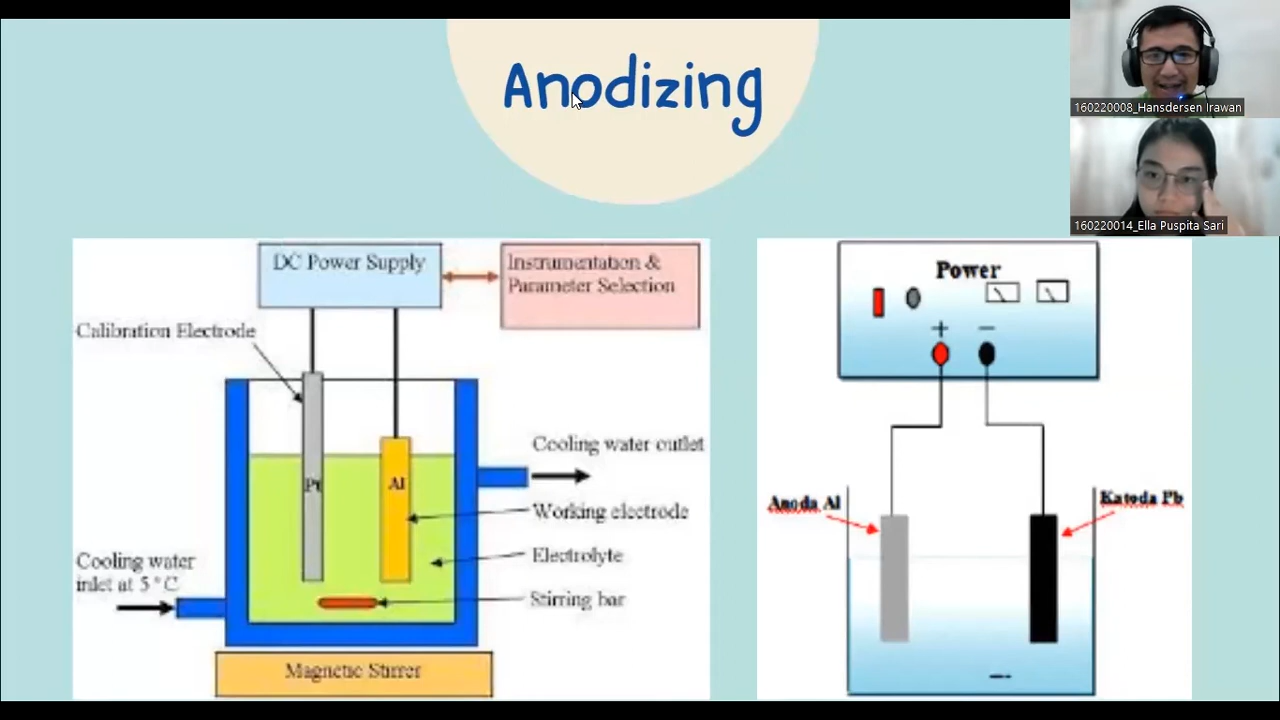 Anodizing
160220008_Hansdersen Irawan
160220014_Ella Puspita Sari
DC Power Supply
Instrumentation &
Parameter Selection
Calibration Electrode
Pt
Al
Cooling water outlet
Working electrode
Electrolyte
Stirring bar
Cooling water
inlet at 5°C
Magnetic Stirrer
Power
+ −
Anoda Al
Katoda Pb